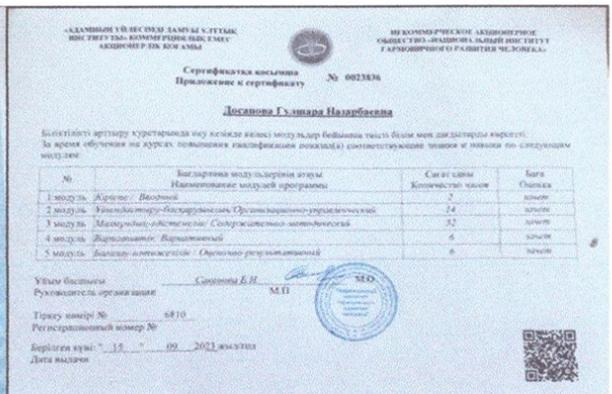 «АДАМНЫҢ ҮЙЛЕСІМДІ ДАМУЫ ҰЛТТЫҚ
ИНСТИТУТЫ» КОММЕРЦИЯЛЫҚ ЕМЕС
АКЦИОНЕРЛІК ҚОҒАМЫ
НЕКОММЕРЧЕСКОЕ АКЦИОНЕРНОЕ
ОБЩЕСТВО «НАЦИОНАЛЬНЫЙ ИНСТИТУТ
ГАРМОНИЧНОГО РАЗВИТИЯ ЧЕЛОВЕКА»
Сертификатқа қосымша
Приложение к сертификату
№ 0023836
Досанова Гулшара Назарбаевна
Біліктілікті арттыру курстарында оқу кезінде келесі модульдер бойынша тиісті білім мен дағдыларды көрсетті:
За время обучения на курсах повышения квалификации показал(а) соответствующие знания и навыки по следующим
модулям:
№ Бағдарлама модульдерінің атауы Сағат саны Баға
Наименование модулей программы Количество часов Оценка
1 модуль Кіріспе / Вводный 2 зачет
2 модуль Ұйымдастыру-басқарушылық/Организационно-управленческий 14 зачет
3 модуль Мазмұндық-әдістемелік/ Содержательно-методический 52 зачет
4 модуль Вариативтік/ Вариативный 6 зачет
5 модуль Бағалау-нәтижелілік / Оценочно-результативный 6 зачет
Ұйым басшысы
Руководитель организации
Саканова Б.Н
М.О
М.П
Тіркеу нөмірі № 6810
Регистрационный номер №
Берілген күні: " 15 " 09 2023 жылғы
Дата выдачи